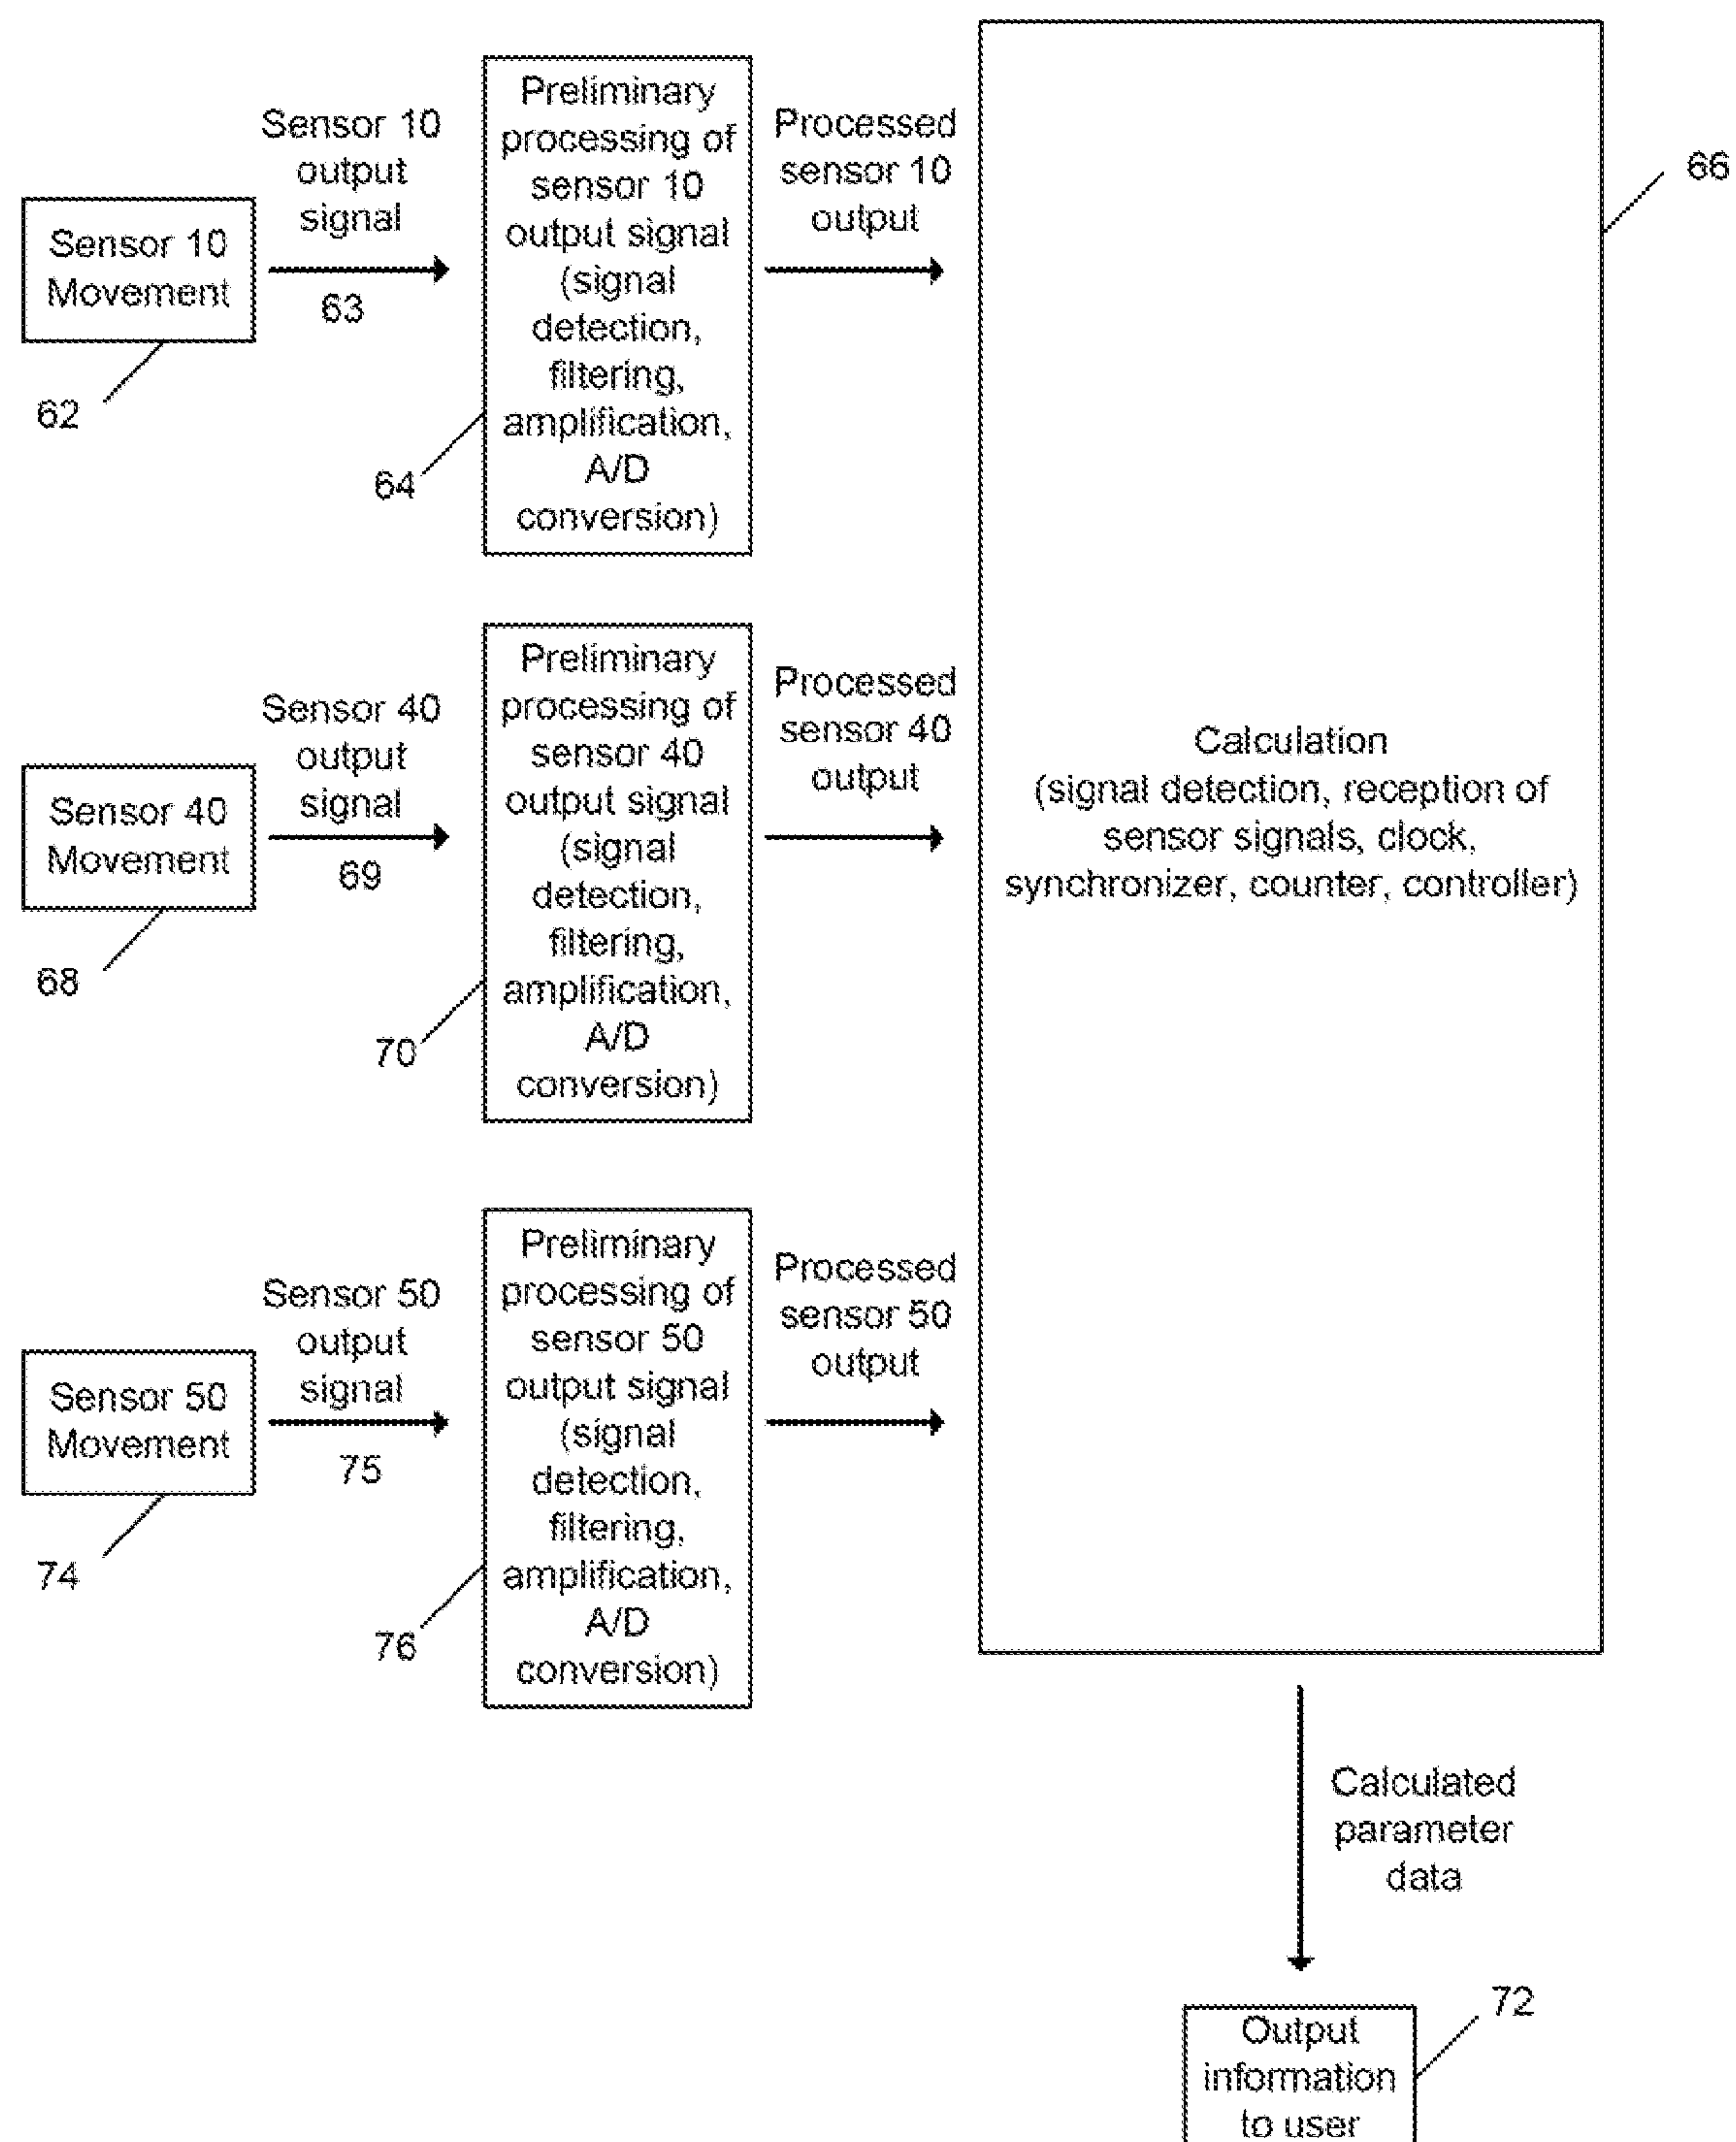 Sensor 10
Movement
62
Sensor 10
output
signal
63
Preliminary
processing of
sensor 10
output signal
(signal
detection,
filtering,
amplification,
A/D
conversion)
64
Processed
sensor 10
output
66
Sensor 40
Movement
68
Sensor 40
output
signal
69
Preliminary
processing of
sensor 40
output signal
(signal
detection,
filtering,
amplification,
A/D
conversion)
70
Processed
sensor 40
output
Calculation
(signal detection, reception of
sensor signals, clock,
synchronizer, counter, controller)
Sensor 50
Movement
74
Sensor 50
output
signal
75
Preliminary
processing of
sensor 50
output signal
(signal
detection,
filtering,
amplification,
A/D
conversion)
76
Processed
sensor 50
output
Calculated
parameter
data
72
Output
information
to user